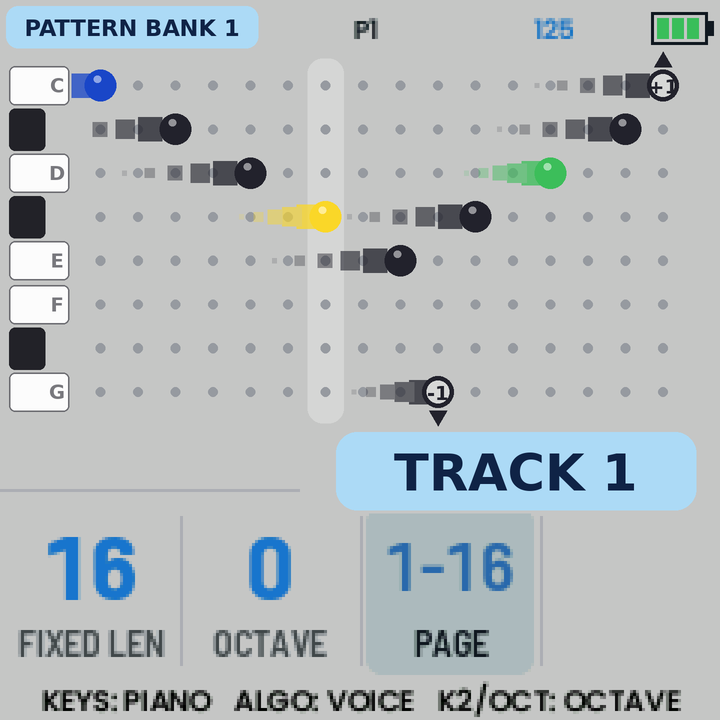 PATTERN BANK 1 P1 125
C +1
D
E
F
G -1
TRACK 1
16 0 1-16
FIXED LEN OCTAVE PAGE
KEYS: PIANO ALGO: VOICE K2/OCT: OCTAVE